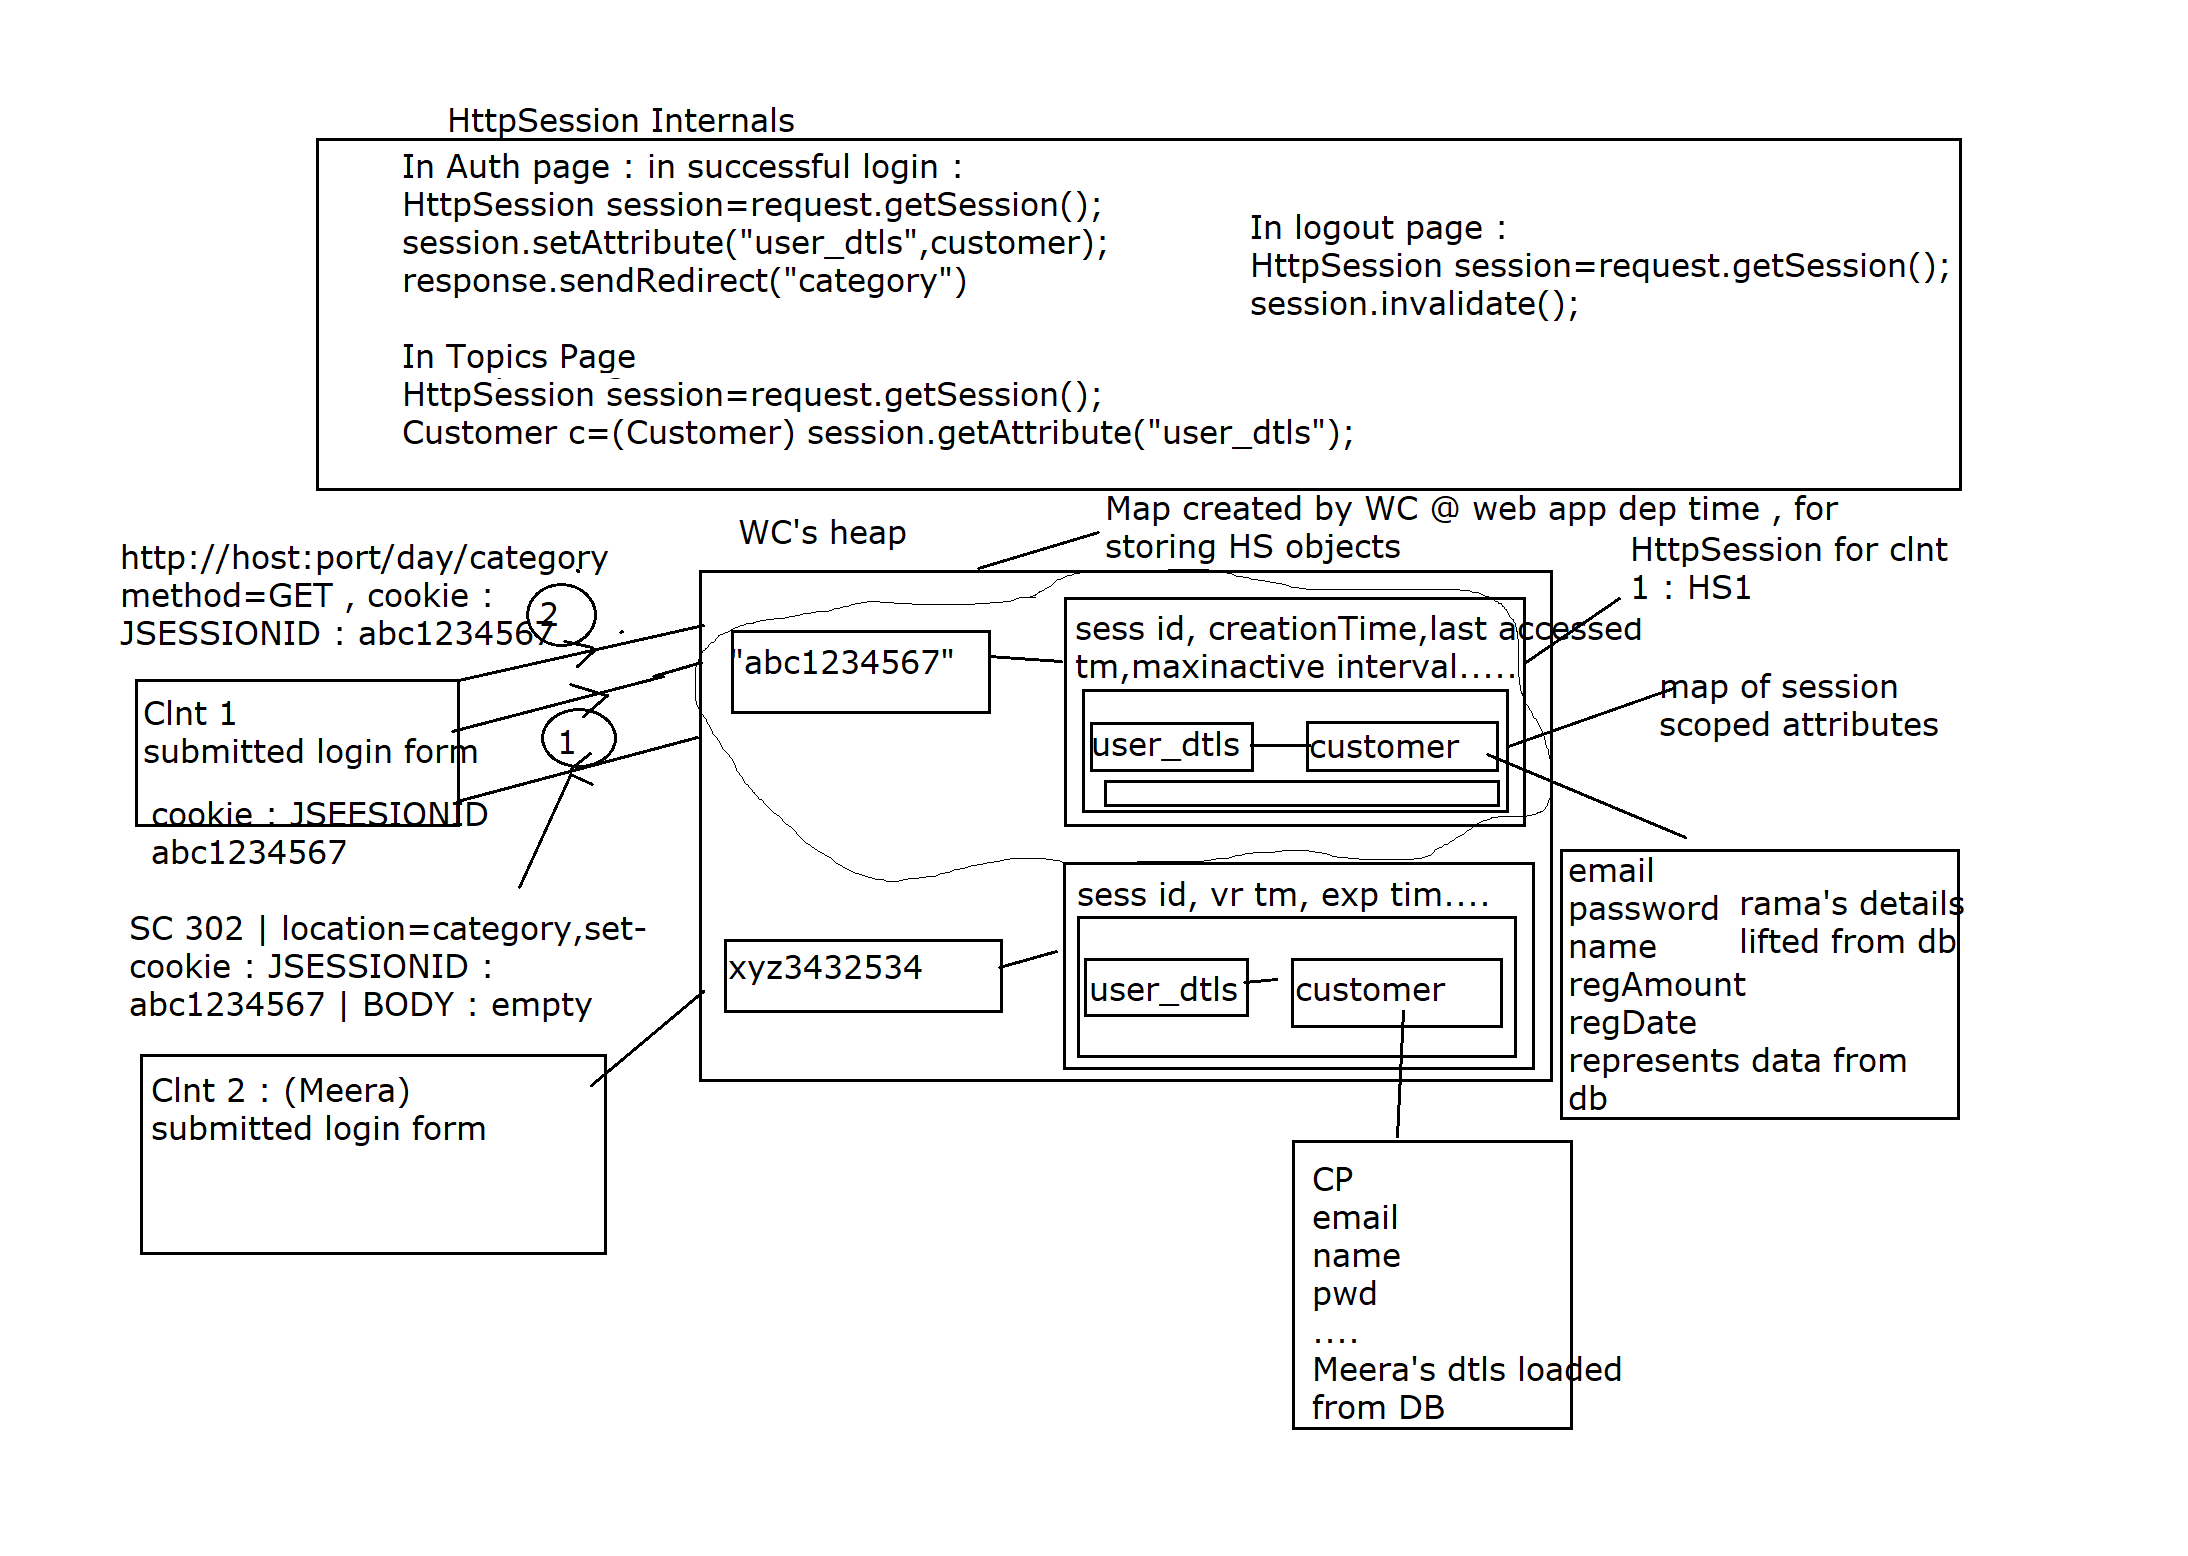 HttpSession Internals
In Auth page : in successful login :
HttpSession session=request.getSession();
session.setAttribute("user_dtls",customer);
response.sendRedirect("category")
In logout page :
HttpSession session=request.getSession();
session.invalidate();
In Topics Page
HttpSession session=request.getSession();
Customer c=(Customer) session.getAttribute("user_dtls");
Map created by WC @ web app dep time , for
storing HS objects
WC's heap
HttpSession for clnt
1 : HS1
http://host:port/day/category
method=GET , cookie :
JSESSIONID : abc1234567
2
"abc1234567"
sess id, creationTime,last accessed
tm,maxinactive interval.....
user_dtls
customer
map of session
scoped attributes
Clnt 1
submitted login form
1
cookie : JSEESIONID
abc1234567
SC 302 | location=category,set-
cookie : JSESSIONID :
abc1234567 | BODY : empty
sess id, vr tm, exp tim....
xyz3432534
user_dtls
customer
email
password
name
regAmount
regDate
represents data from
db
rama's details
lifted from db
Clnt 2 : (Meera)
submitted login form
CP
email
name
pwd
....
Meera's dtls loaded
from DB